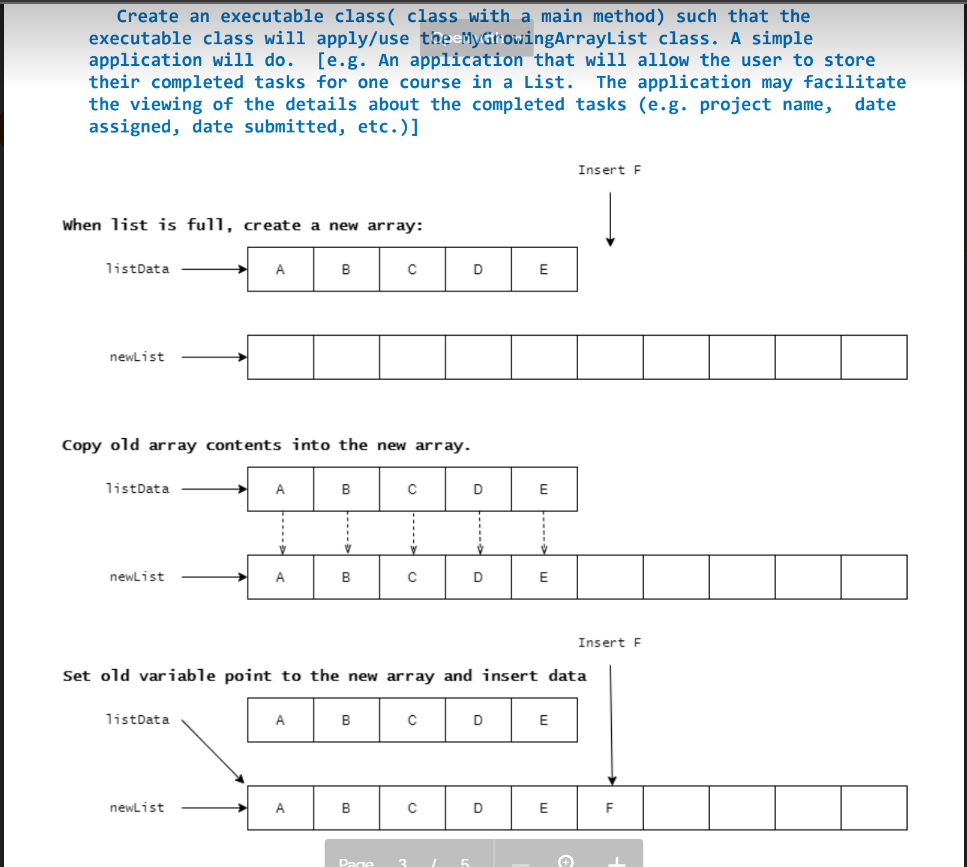 Create an executable class( class with a main method) such that the
executable class will apply/use the MyGrowingArrayList class. A simple
application will do. [e.g. An application that will allow the user to store
their completed tasks for one course in a List. The application may facilitate
the viewing of the details about the completed tasks (e.g. project name, date
assigned, date submitted, etc.)]
Insert F
When list is full, create a new array:
listData A B C D E
newList
Copy old array contents into the new array.
listData A B C D E
newList A B C D E
Insert F
Set old variable point to the new array and insert data
listData A B C D E
newList A B C D E F
Page 3 / 5